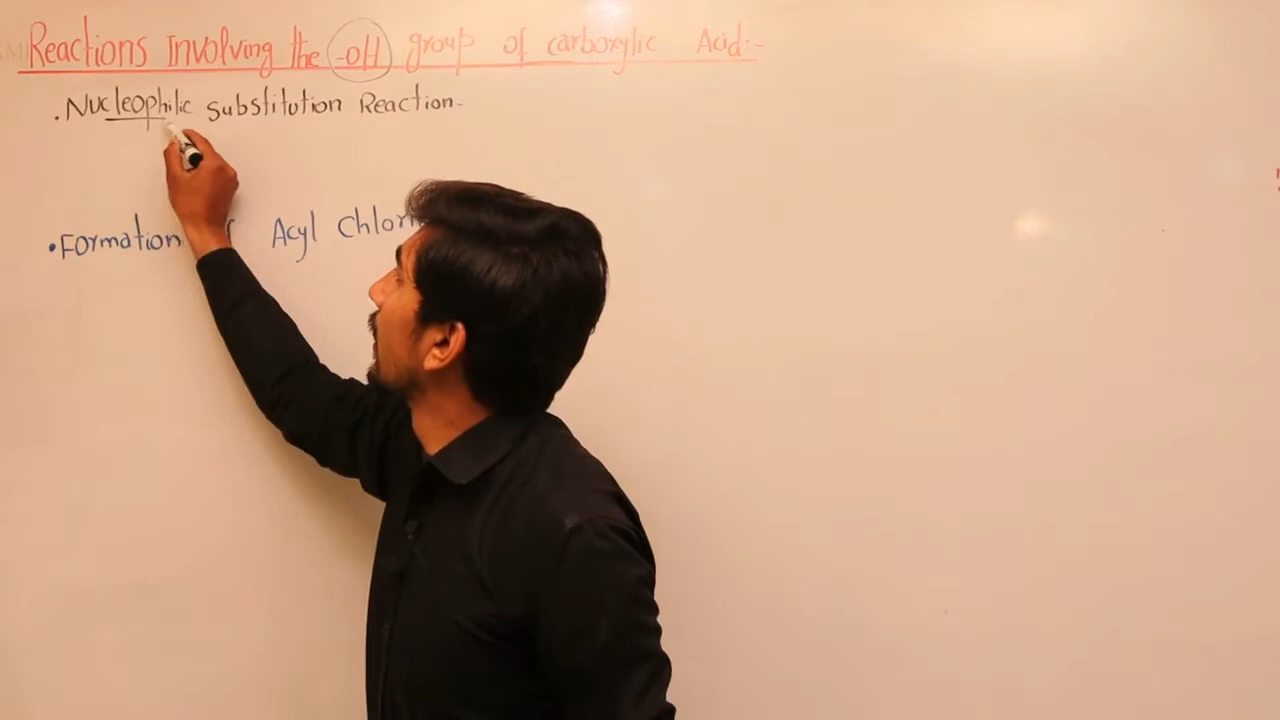 Reactions Involving the -OH group of carboxylic Acid:-
. Nucleophilic substitution Reaction-
• Formation Acyl